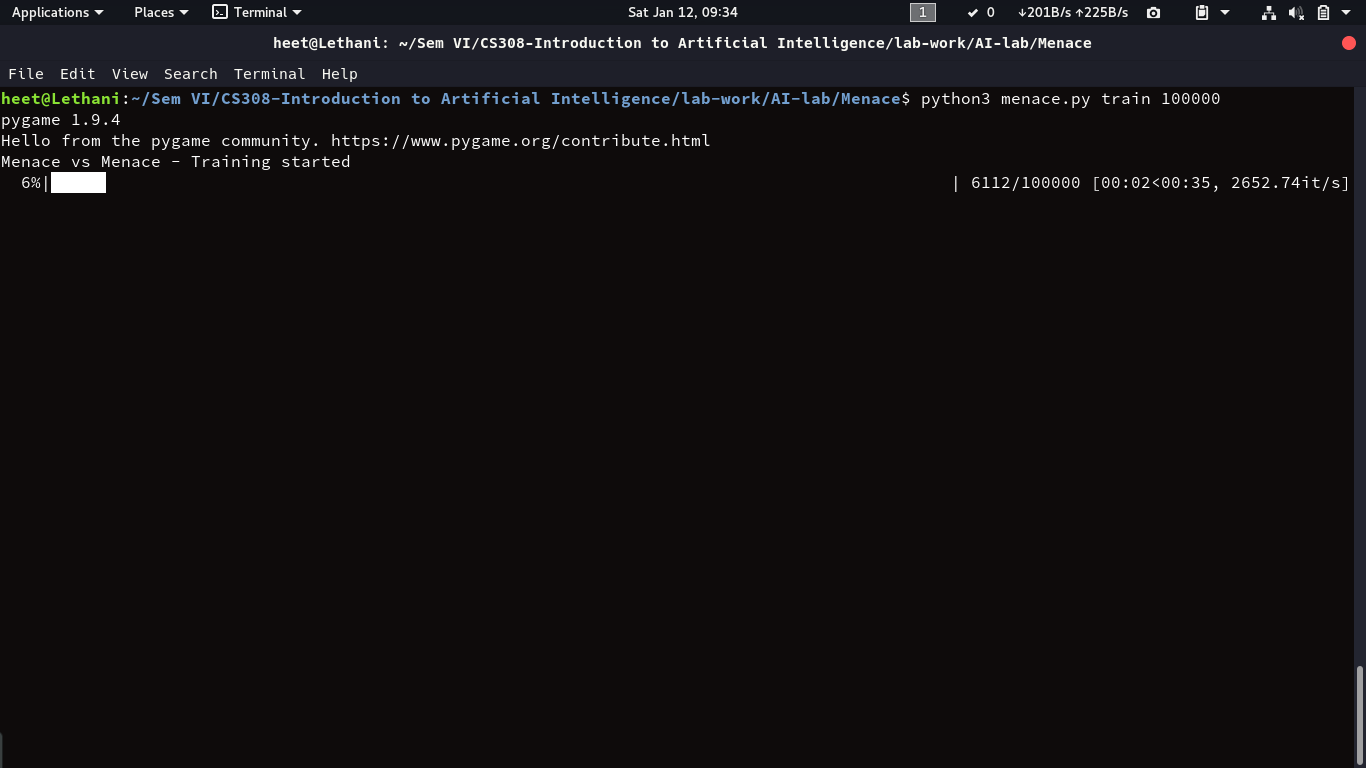 Applications Places Terminal Sat Jan 12, 09:34 1 ✔ 0 ↓201B/s ↑225B/s
heet@Lethani: ~/Sem VI/CS308-Introduction to Artificial Intelligence/lab-work/AI-lab/Menace
File Edit View Search Terminal Help
heet@Lethani:~/Sem VI/CS308-Introduction to Artificial Intelligence/lab-work/AI-lab/Menace$ python3 menace.py train 100000
pygame 1.9.4
Hello from the pygame community. https://www.pygame.org/contribute.html
Menace vs Menace - Training started
6%| | 6112/100000 [00:02<00:35, 2652.74it/s]